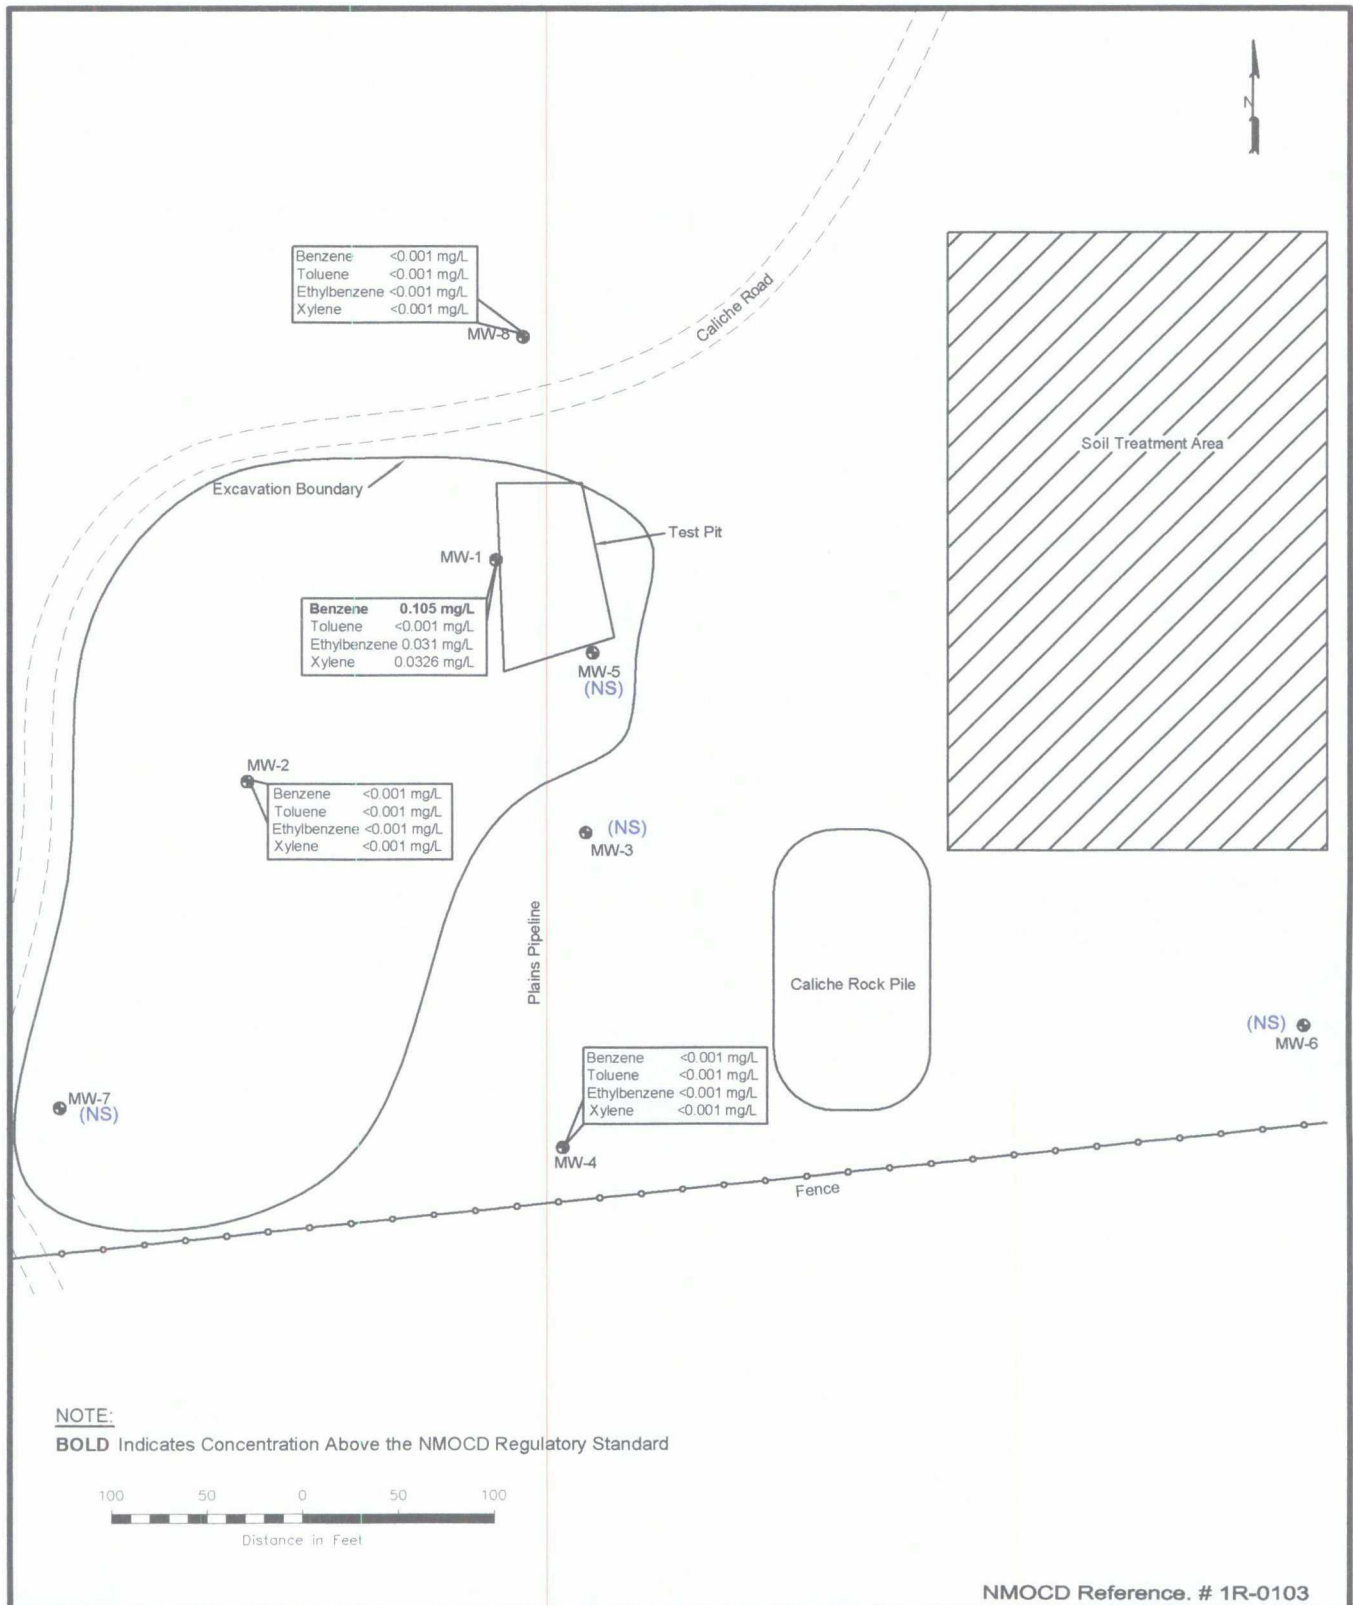 N
Benzene <0.001 mg/L
Toluene <0.001 mg/L
Ethylbenzene <0.001 mg/L
Xylene <0.001 mg/L
MW-8
Caliche Road
Soil Treatment Area
Excavation Boundary
Test Pit
MW-1
Benzene 0.105 mg/L
Toluene <0.001 mg/L
Ethylbenzene 0.031 mg/L
Xylene 0.0326 mg/L
MW-5
(NS)
MW-2
Benzene <0.001 mg/L
Toluene <0.001 mg/L
Ethylbenzene <0.001 mg/L
Xylene <0.001 mg/L
(NS)
MW-3
Plains Pipeline
Caliche Rock Pile
(NS)
MW-6
Benzene <0.001 mg/L
Toluene <0.001 mg/L
Ethylbenzene <0.001 mg/L
Xylene <0.001 mg/L
MW-7
(NS)
MW-4
Fence
NOTE:
BOLD Indicates Concentration Above the NMOCD Regulatory Standard
100 50 0 50 100
Distance in Feet
NMOCD Reference. # 1R-0103